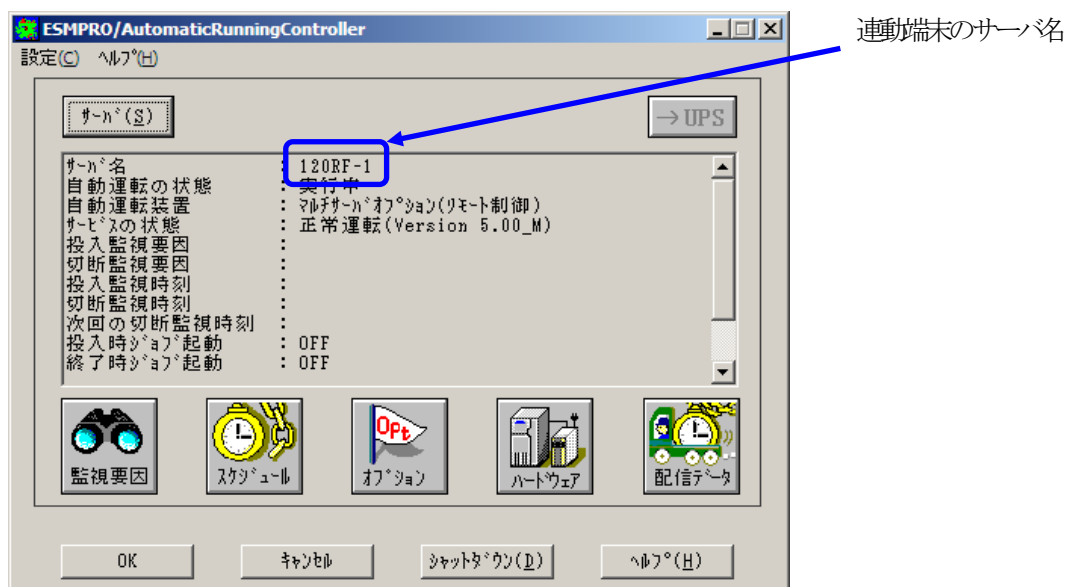 ESMPRO/AutomaticRunningController
連動端末のサーバ名
設定(C) ﾍﾙﾌﾟ(H)
ｻｰﾊﾞ(S)
→UPS
ｻｰﾊﾞ名 : 120RF-1
自動運転の状態 : 実行中
自動運転装置 : ﾏﾙﾁｻｰﾊﾞｵﾌﾟｼｮﾝ(ﾘﾓｰﾄ制御)
ｻｰﾋﾞｽの状態 : 正常運転(Version 5.00_M)
投入監視要因 :
切断監視要因 :
投入監視時刻 :
切断監視時刻 :
次回の切断監視時刻 :
投入時ｼﾞｮﾌﾞ起動 : OFF
終了時ｼﾞｮﾌﾞ起動 : OFF
Opt
監視要因 ｽｹｼﾞｭｰﾙ ｵﾌﾟｼｮﾝ ﾊｰﾄﾞｳｪｱ 配信ﾃﾞｰﾀ
OK ｷｬﾝｾﾙ ｼｬｯﾄﾀﾞｳﾝ(D) ﾍﾙﾌﾟ(H)